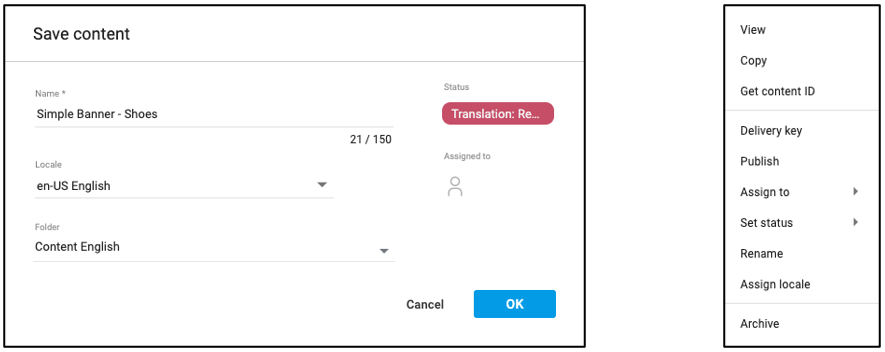 Save content
Name *
Simple Banner - Shoes
21 / 150
Status
Translation: Re...
Assigned to
Locale
en-US English
Folder
Content English
Cancel
OK
View
Copy
Get content ID
Delivery key
Publish
Assign to
Set status
Rename
Assign locale
Archive